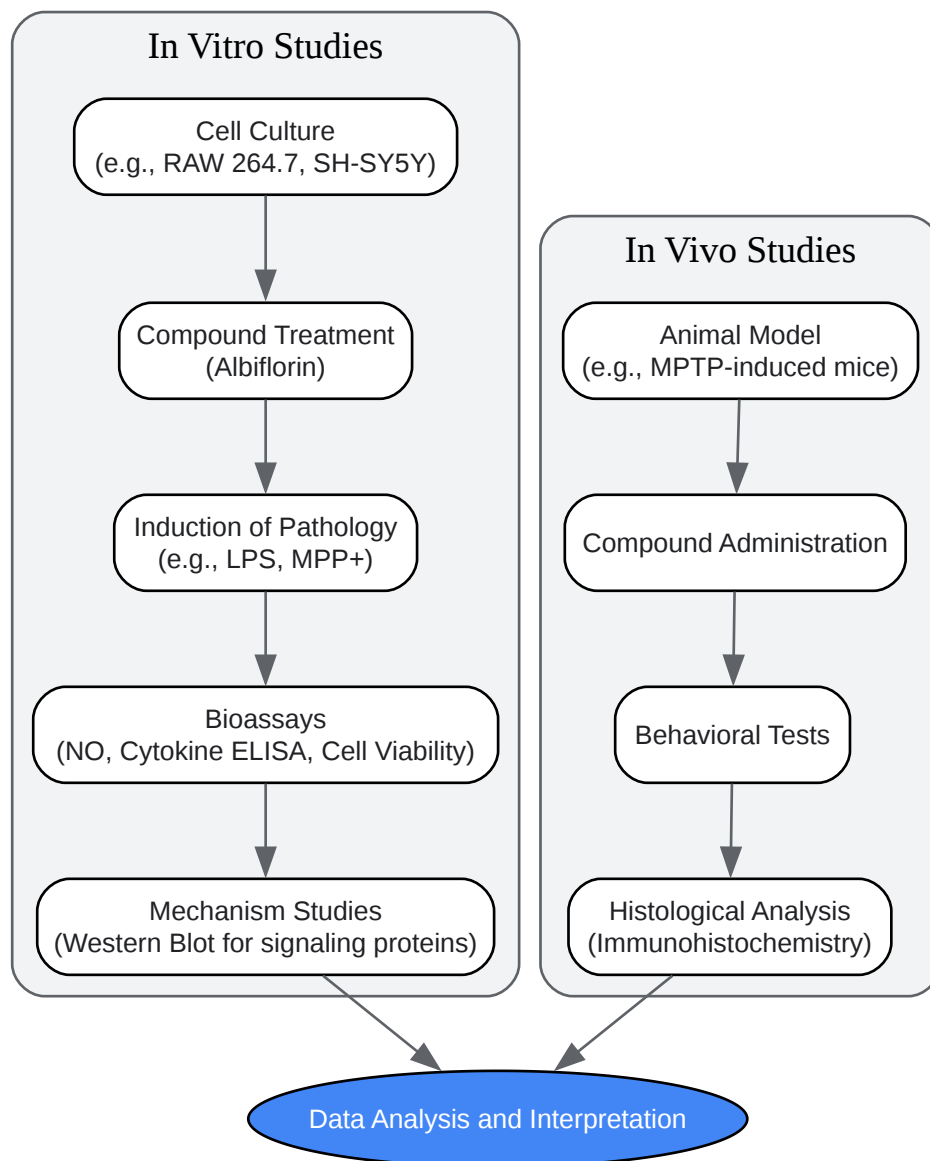 In Vitro Studies
Cell Culture
(e.g., RAW 264.7, SH-SY5Y)
Compound Treatment
(Albiflorin)
Induction of Pathology
(e.g., LPS, MPP+)
Bioassays
(NO, Cytokine ELISA, Cell Viability)
Mechanism Studies
(Western Blot for signaling proteins)
In Vivo Studies
Animal Model
(e.g., MPTP-induced mice)
Compound Administration
Behavioral Tests
Histological Analysis
(Immunohistochemistry)
Data Analysis and Interpretation